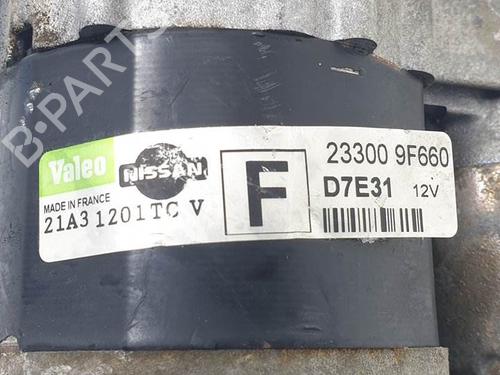 B-PARTS
Valeo
NISSAN
F
23300 9F660
D7E31 12V
MADE IN FRANCE
21A3 1201TC V